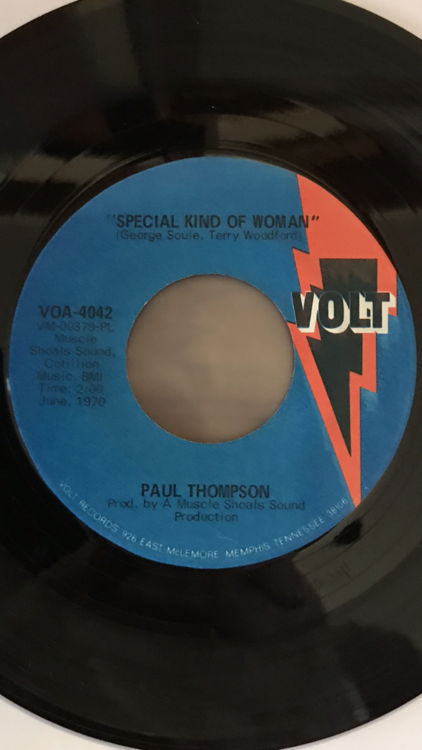 "SPECIAL KIND OF WOMAN"
(George Soule, Terry Woodford)
VOA-4042
VM-00379-PL
Muscle
Shoals Sound,
Cotillion
Music: BMI
Time: 2:00
June, 1970
VOLT
PAUL THOMPSON
Prod. by A Muscle Shoals Sound
Production
VOLT RECORDS, 926 EAST McLEMORE, MEMPHIS, TENNESSEE 38106